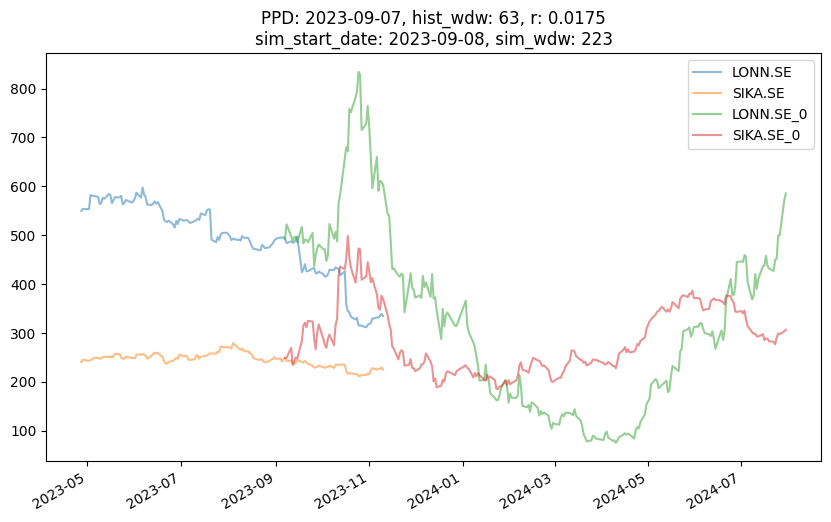 PPD: 2023-09-07, hist_wdw: 63, r: 0.0175
sim_start_date: 2023-09-08, sim_wdw: 223
LONN.SE
SIKA.SE
LONN.SE_0
SIKA.SE_0
800
700
600
500
400
300
200
100
2023-05
2023-07
2023-09
2023-11
2024-01
2024-03
2024-05
2024-07